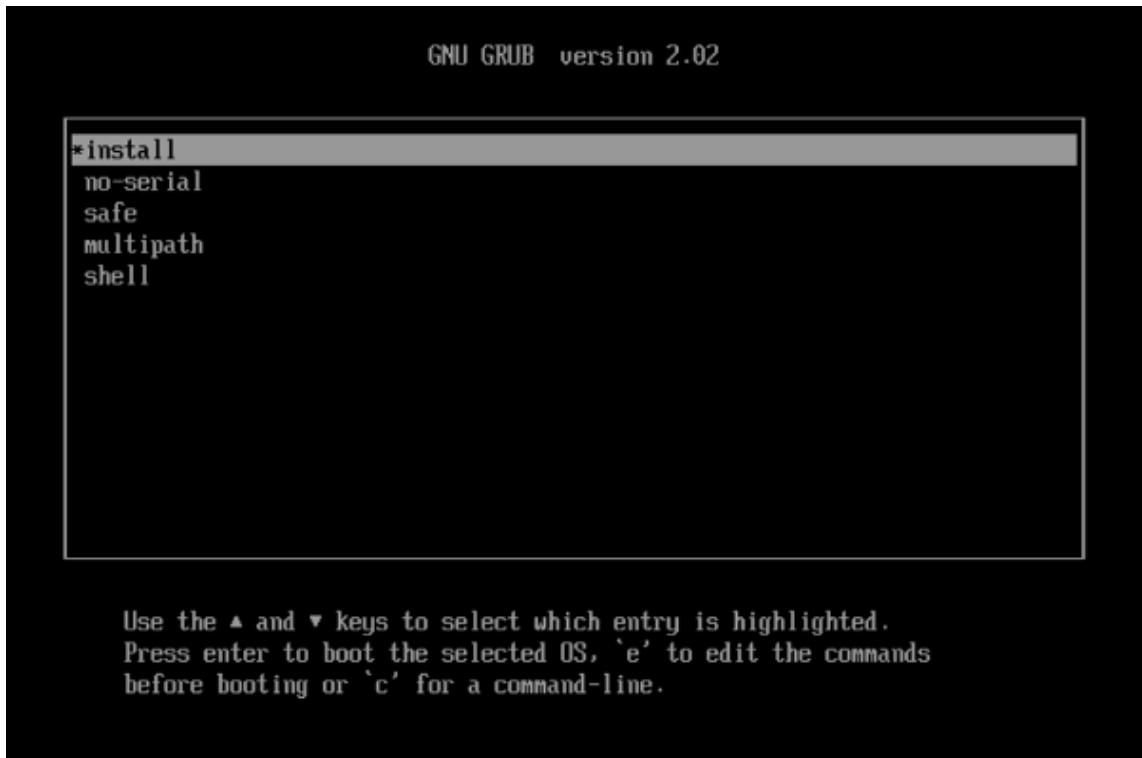 GNU GRUB  version 2.02
*install
no-serial
safe
multipath
shell
Use the ▲ and ▼ keys to select which entry is highlighted.
Press enter to boot the selected OS, `e' to edit the commands
before booting or `c' for a command-line.